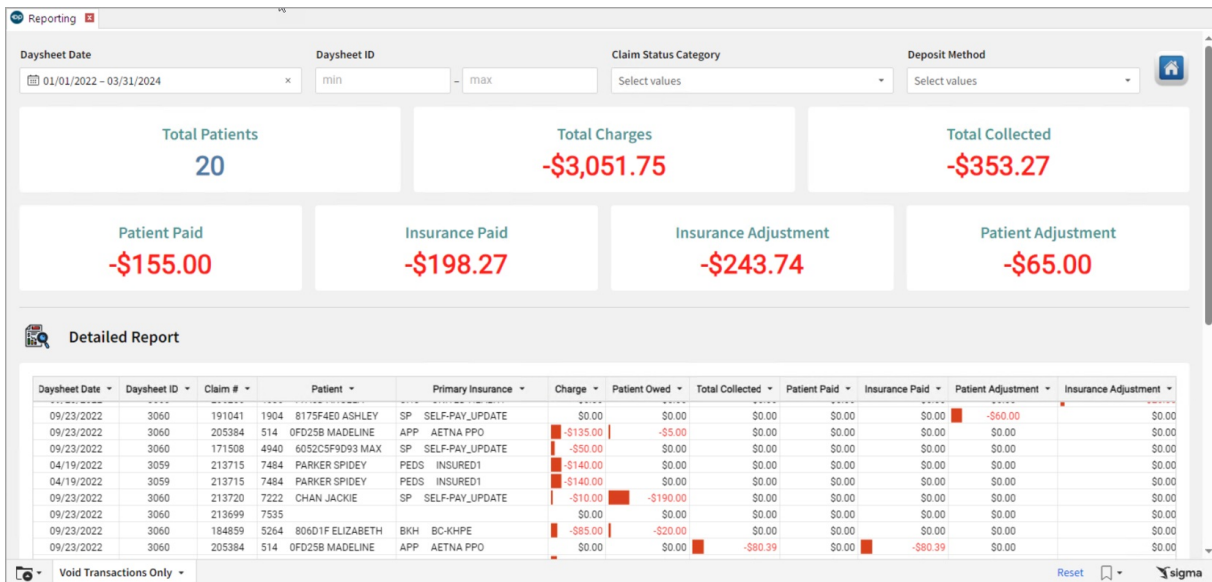 Reporting
Daysheet Date Daysheet ID Claim Status Category Deposit Method
01/01/2022 – 03/31/2024 × min – max Select values Select values
Total Patients Total Charges Total Collected
20 -$3,051.75 -$353.27
Patient Paid Insurance Paid Insurance Adjustment Patient Adjustment
-$155.00 -$198.27 -$243.74 -$65.00
Detailed Report
Daysheet Date Daysheet ID Claim # Patient Primary Insurance Charge Patient Owed Total Collected Patient Paid Insurance Paid Patient Adjustment Insurance Adjustment
09/23/2022 3060 191041 1904 8175F4E0 ASHLEY SP SELF-PAY_UPDATE $0.00 $0.00 $0.00 $0.00 $0.00 -$60.00 $0.00
09/23/2022 3060 205384 514 0FD25B MADELINE APP AETNA PPO -$135.00 -$5.00 $0.00 $0.00 $0.00 $0.00 $0.00
09/23/2022 3060 171508 4940 6052C5F9D93 MAX SP SELF-PAY_UPDATE -$50.00 $0.00 $0.00 $0.00 $0.00 $0.00 $0.00
04/19/2022 3059 213715 7484 PARKER SPIDEY PEDS INSURED1 -$140.00 $0.00 $0.00 $0.00 $0.00 $0.00 $0.00
04/19/2022 3059 213715 7484 PARKER SPIDEY PEDS INSURED1 -$140.00 $0.00 $0.00 $0.00 $0.00 $0.00 $0.00
09/23/2022 3060 213720 7222 CHAN JACKIE SP SELF-PAY_UPDATE -$10.00 -$190.00 $0.00 $0.00 $0.00 $0.00 $0.00
09/23/2022 3060 213699 7535 $0.00 $0.00 $0.00 $0.00 $0.00 $0.00 $0.00
09/23/2022 3060 184859 5264 806D1F ELIZABETH BKH BC-KHPE -$85.00 -$20.00 $0.00 $0.00 $0.00 $0.00 $0.00
09/23/2022 3060 205384 514 0FD25B MADELINE APP AETNA PPO $0.00 $0.00 -$80.39 $0.00 -$80.39 $0.00 $0.00
Void Transactions Only Reset sigma